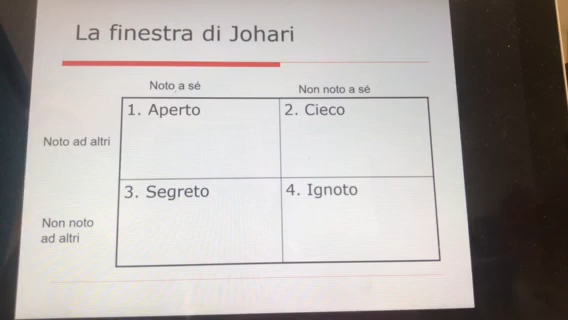 La finestra di Johari
Noto a sé
Non noto a sé
1. Aperto
2. Cieco
Noto ad altri
3. Segreto
4. Ignoto
Non noto
ad altri